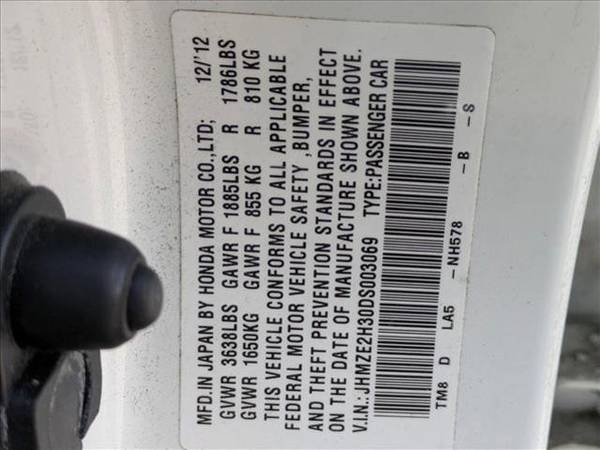 MFD.IN JAPAN BY HONDA MOTOR CO.,LTD; 12/'12
GVWR 3638LBS GAWR F 1885LBS R 1786LBS
GVWR 1650KG GAWR F 855 KG R 810 KG
THIS VEHICLE CONFORMS TO ALL APPLICABLE
FEDERAL MOTOR VEHICLE SAFETY ,BUMPER,
AND THEFT PREVENTION STANDARDS IN EFFECT
ON THE DATE OF MANUFACTURE SHOWN ABOVE.
V.I.N.: JHMZE2H30DS003069 TYPE:PASSENGER CAR
TM8 D LA5 -NH578 -B -S